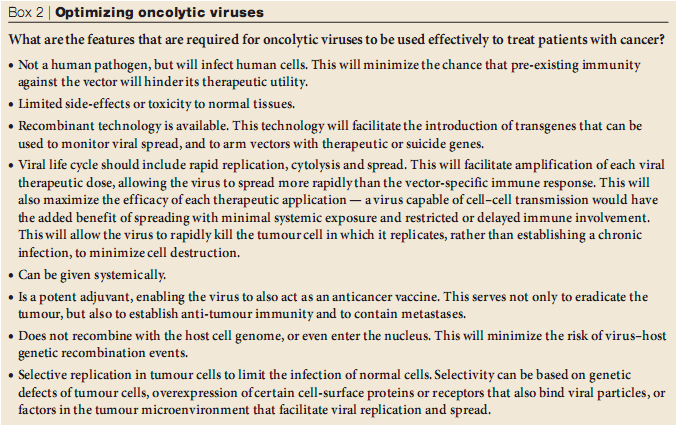 Box 2 | Optimizing oncolytic viruses
What are the features that are required for oncolytic viruses to be used effectively to treat patients with cancer?
• Not a human pathogen, but will infect human cells. This will minimize the chance that pre-existing immunity
against the vector will hinder its therapeutic utility.
• Limited side-effects or toxicity to normal tissues.
• Recombinant technology is available. This technology will facilitate the introduction of transgenes that can be
used to monitor viral spread, and to arm vectors with therapeutic or suicide genes.
• Viral life cycle should include rapid replication, cytolysis and spread. This will facilitate amplification of each viral
therapeutic dose, allowing the virus to spread more rapidly than the vector-specific immune response. This will
also maximize the efficacy of each therapeutic application — a virus capable of cell–cell transmission would have
the added benefit of spreading with minimal systemic exposure and restricted or delayed immune involvement.
This will allow the virus to rapidly kill the tumour cell in which it replicates, rather than establishing a chronic
infection, to minimize cell destruction.
• Can be given systemically.
• Is a potent adjuvant, enabling the virus to also act as an anticancer vaccine. This serves not only to eradicate the
tumour, but also to establish anti-tumour immunity and to contain metastases.
• Does not recombine with the host cell genome, or even enter the nucleus. This will minimize the risk of virus–host
genetic recombination events.
• Selective replication in tumour cells to limit the infection of normal cells. Selectivity can be based on genetic
defects of tumour cells, overexpression of certain cell-surface proteins or receptors that also bind viral particles, or
factors in the tumour microenvironment that facilitate viral replication and spread.